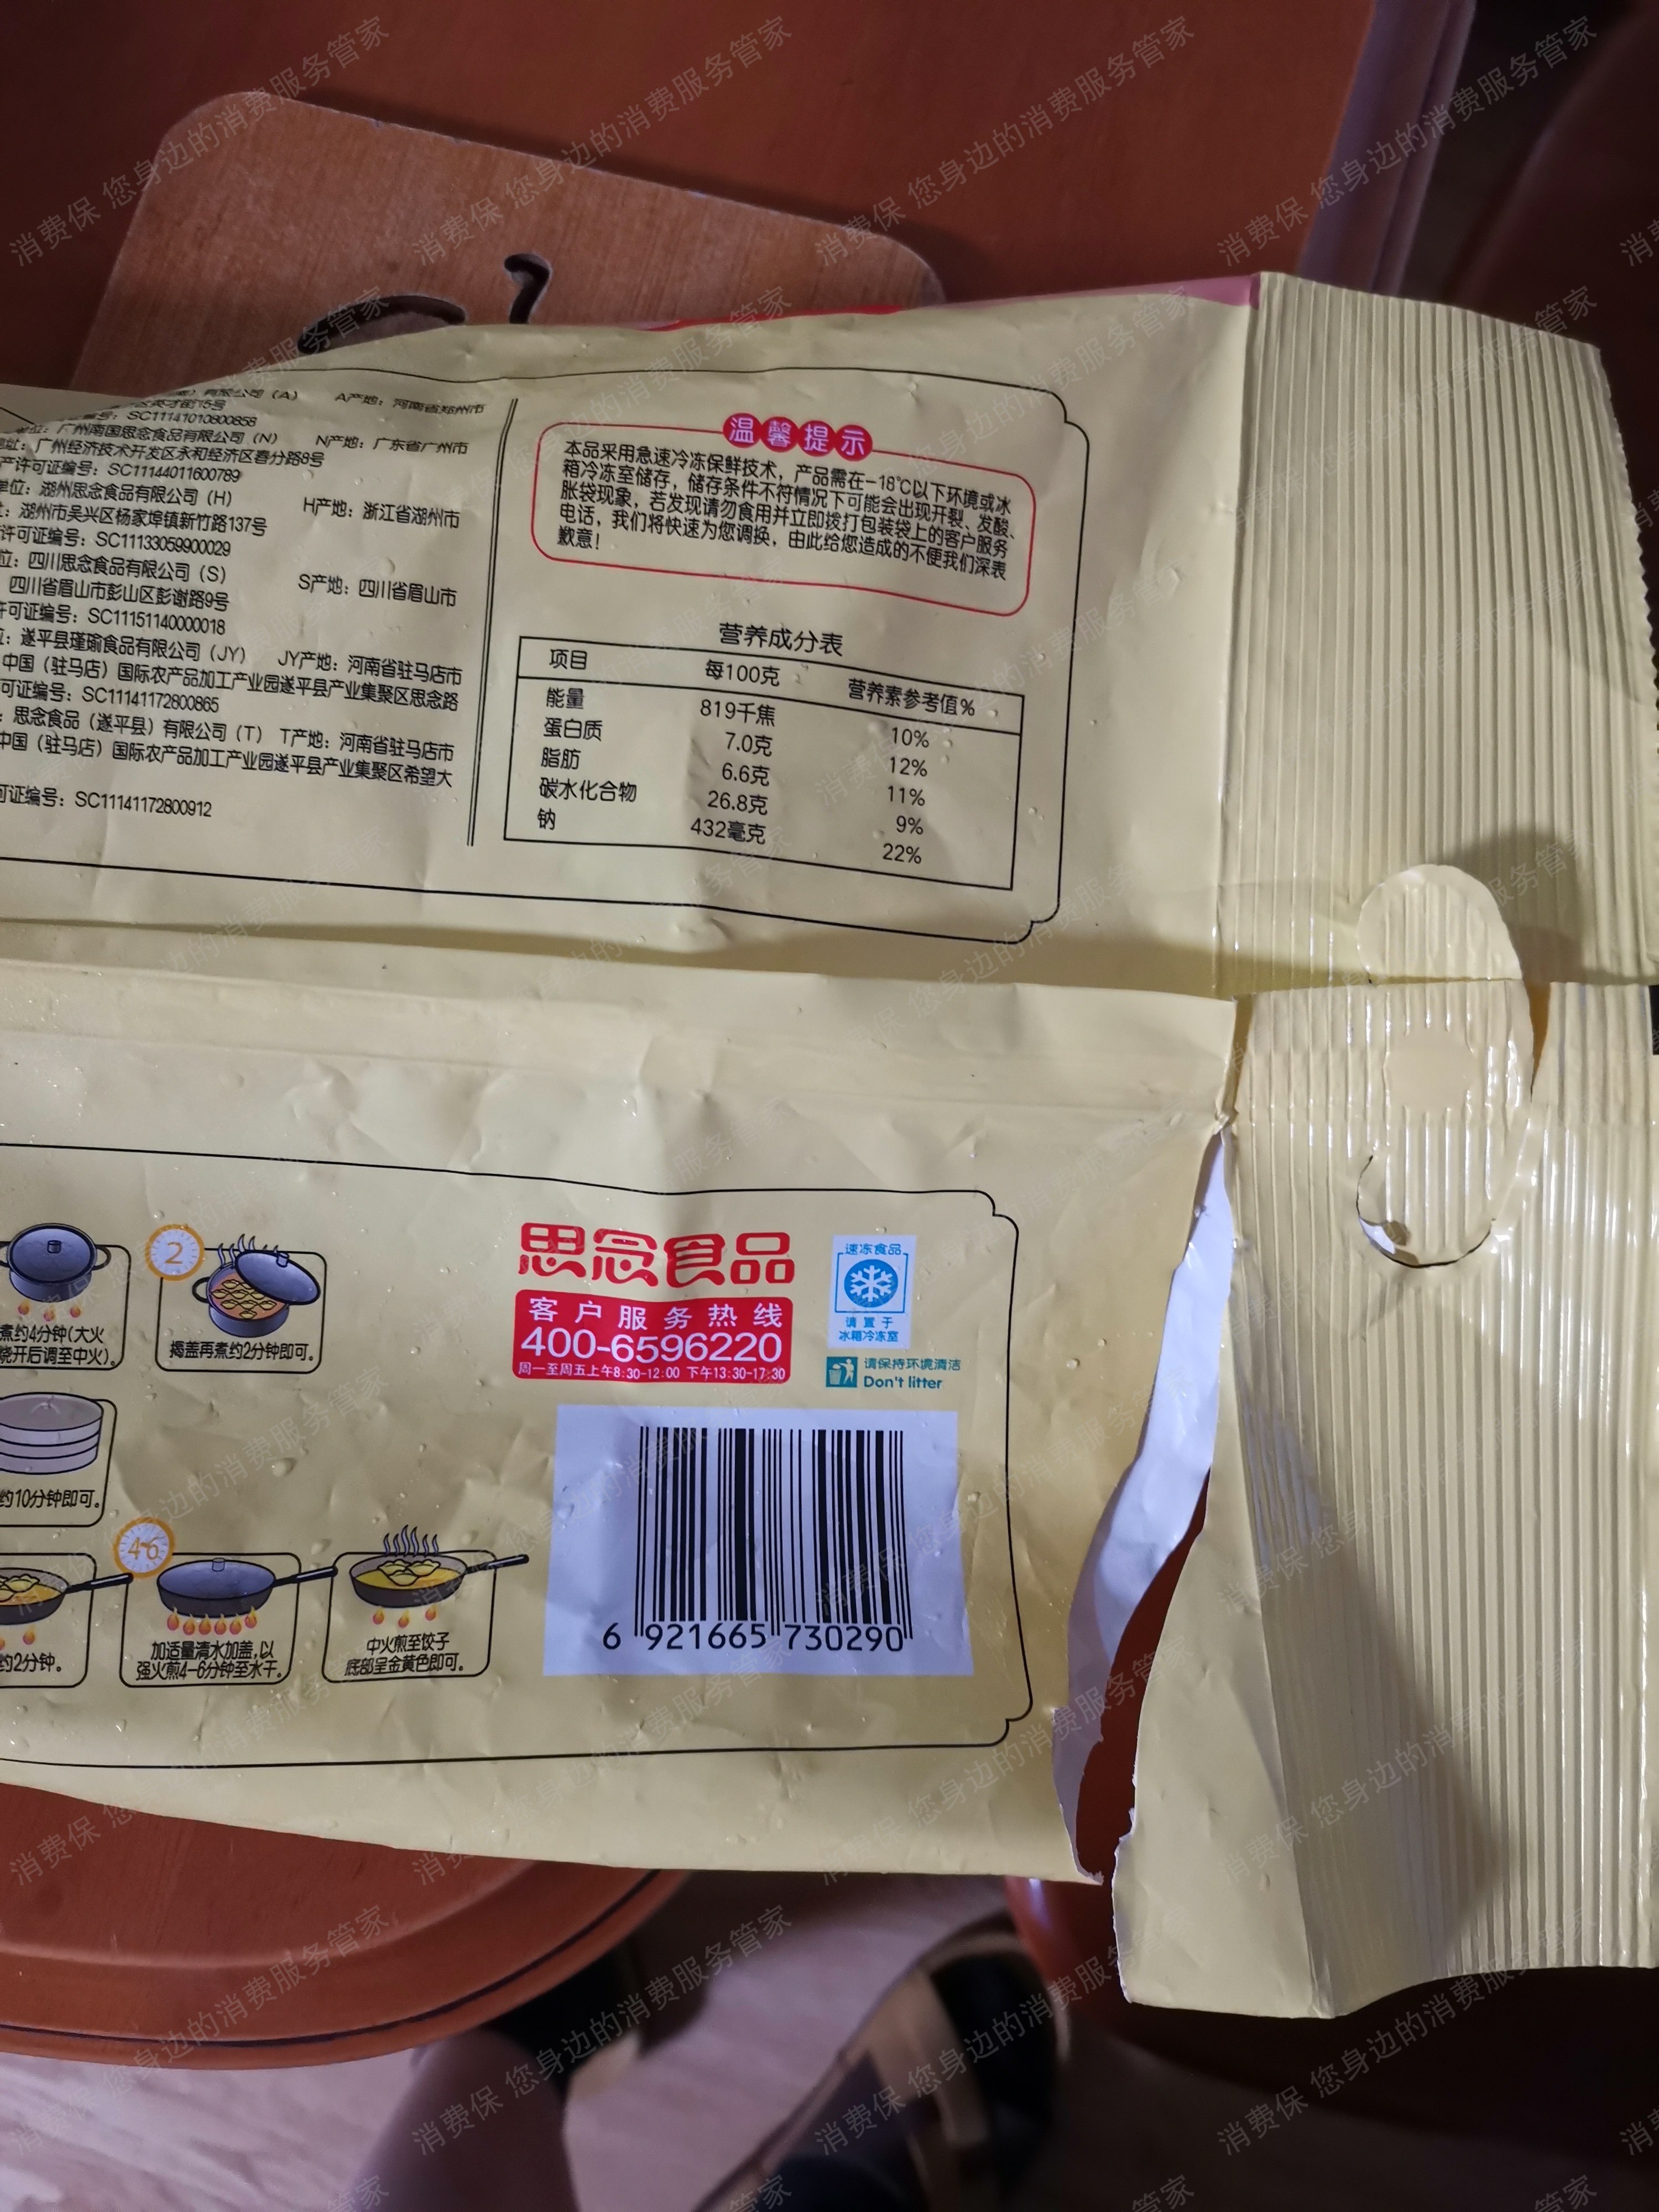 有限公司（A） A产地：河南省郑州市
英才街15号
编号：SC11141010800858
单位：广州南国思念食品有限公司（N） N产地：广东省广州市
地址：广州经济技术开发区永和经济区春分路8号
产许可证编号：SC11144011600789
单位：湖州思念食品有限公司（H） H产地：浙江省湖州市
：湖州市吴兴区杨家埠镇新竹路137号
许可证编号：SC11133059900029
位：四川思念食品有限公司（S） S产地：四川省眉山市
四川省眉山市彭山区彭谢路9号
许可证编号：SC11151140000018
位：遂平县瑾瑜食品有限公司（JY） JY产地：河南省驻马店市
中国（驻马店）国际农产品加工产业园遂平县产业集聚区思念路
可证编号：SC11141172800865
：思念食品（遂平县）有限公司（T） T产地：河南省驻马店市
中国（驻马店）国际农产品加工产业园遂平县产业集聚区希望大
可证编号：SC11141172800912
温馨提示
本品采用急速冷冻保鲜技术，产品需在-18℃以下环境或冰
箱冷冻室储存，储存条件不符情况下可能会出现开裂、发酸、
胀袋现象，若发现请勿食用并立即拨打包装袋上的客户服务
电话，我们将快速为您调换，由此给您造成的不便我们深表
歉意！
营养成分表
项目 每100克 营养素参考值%
能量 819千焦 10%
蛋白质 7.0克 12%
脂肪 6.6克 11%
碳水化合物 26.8克 9%
钠 432毫克 22%
2
煮约4分钟(大火
烧开后调至中火)。
揭盖再煮约2分钟即可。
约10分钟即可。
4-6
约2分钟。
加适量清水加盖,以
强火煎4-6分钟至水干。
中火煎至饺子
底部呈金黄色即可。
思念食品
客户服务热线
400-6596220
周一至周五上午8:30-12:00 下午13:30-17:30
速冻食品
请置于
冰箱冷冻室
请保持环境清洁
Don't litter
6 921665 730290
消费保 您身边的消费服务管家